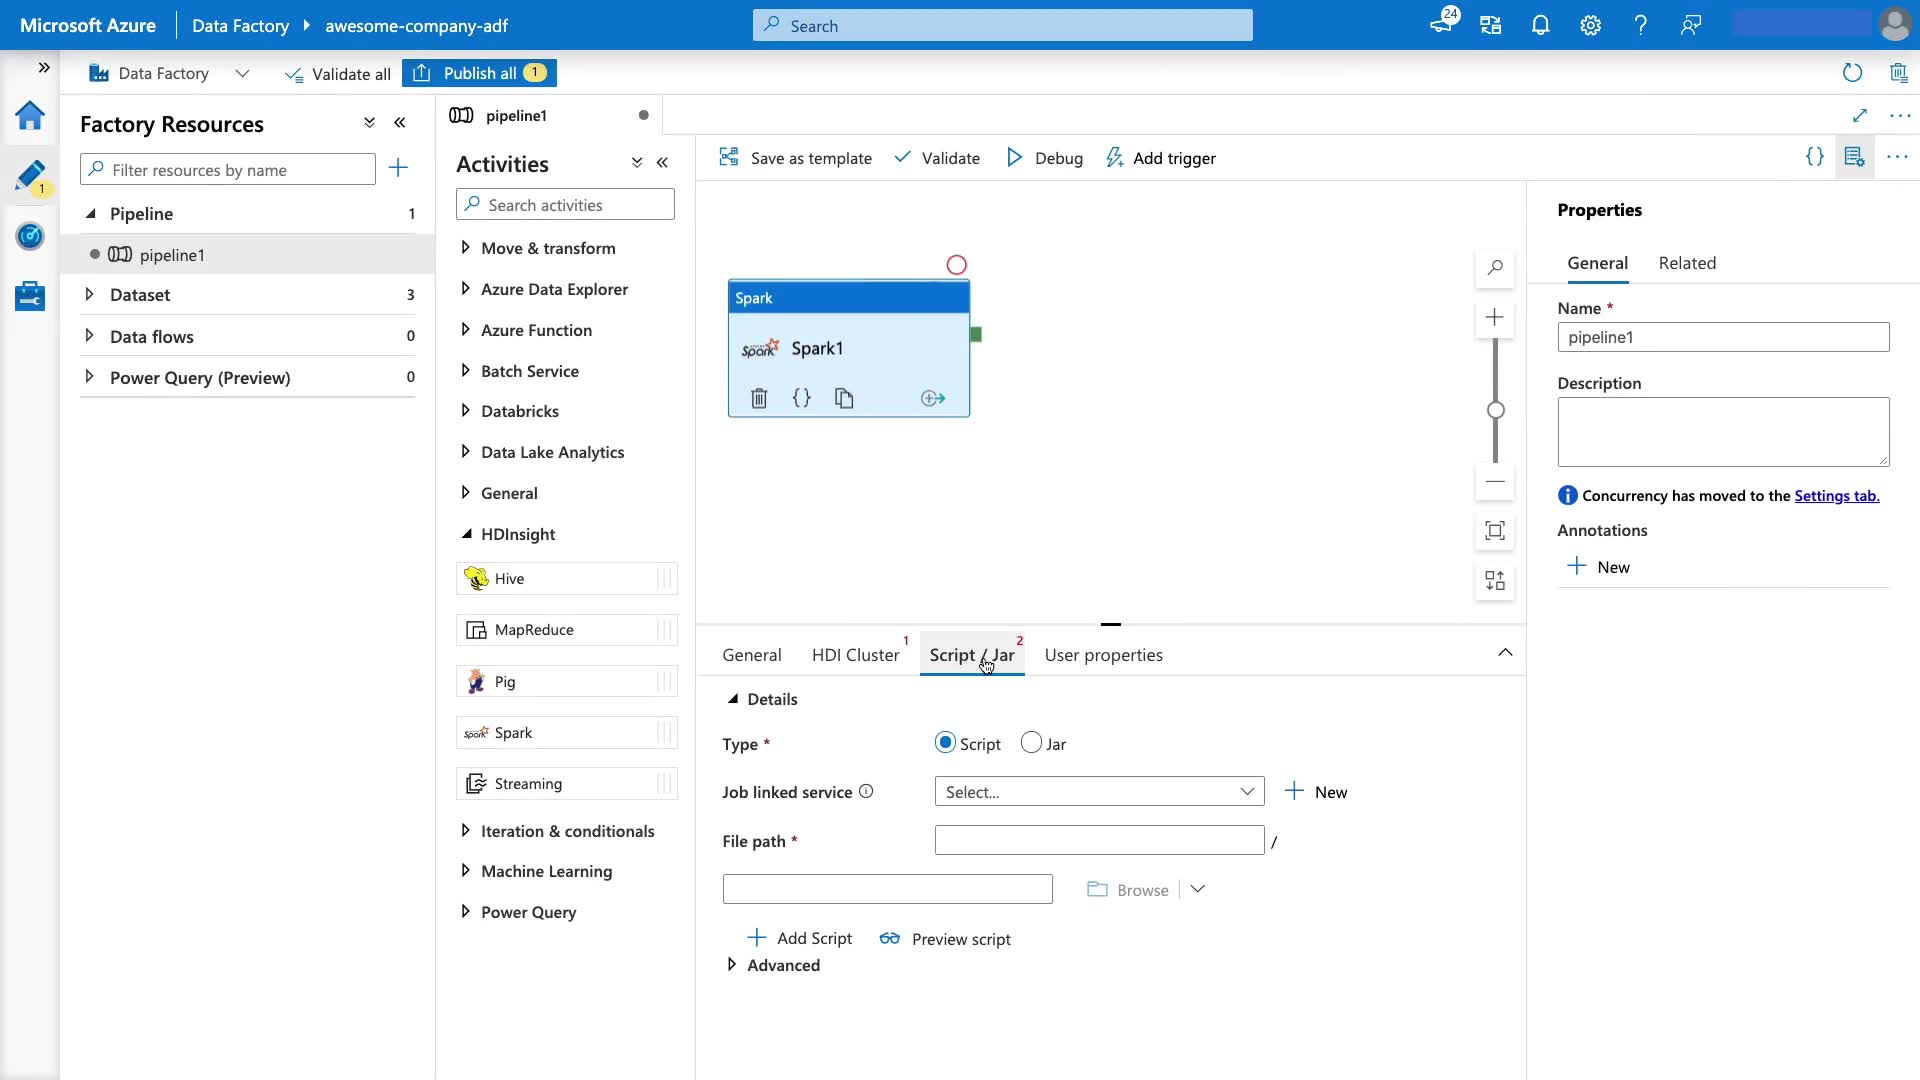 Microsoft Azure
Data Factory
awesome-company-adf
Search
24
Data Factory
Validate all
Publish all
1
Factory Resources
Filter resources by name
1
Pipeline
1
pipeline1
Dataset
3
Data flows
0
Power Query (Preview)
0
pipeline1
Activities
Search activities
Move & transform
Azure Data Explorer
Azure Function
Batch Service
Databricks
Data Lake Analytics
General
HDInsight
Hive
MapReduce
Pig
Spark
Streaming
Iteration & conditionals
Machine Learning
Power Query
Save as template
Validate
Debug
Add trigger
Spark
Spark
Spark1
General
HDI Cluster
1
Script / Jar
2
User properties
Details
Type *
Script
Jar
Job linked service
Select...
New
File path *
/
Browse
Add Script
Preview script
Advanced
Properties
General
Related
Name *
pipeline1
Description
Concurrency has moved to the Settings tab.
Annotations
New